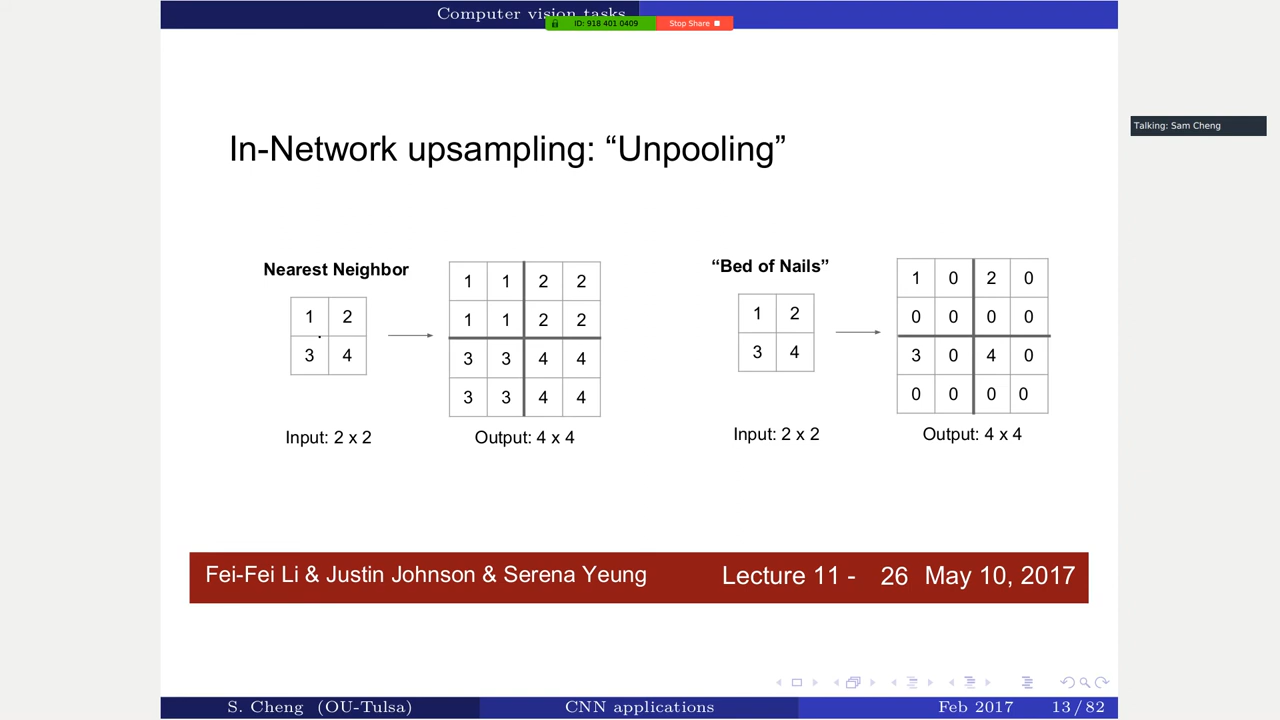 Computer vision tasks
ID: 918 401 0409 Stop Share
Talking: Sam Cheng
In-Network upsampling: “Unpooling”
Nearest Neighbor
1 2
3 4
Input: 2 x 2
1 1 2 2
1 1 2 2
3 3 4 4
3 3 4 4
Output: 4 x 4
“Bed of Nails”
1 2
3 4
Input: 2 x 2
1 0 2 0
0 0 0 0
3 0 4 0
0 0 0 0
Output: 4 x 4
Fei-Fei Li & Justin Johnson & Serena Yeung Lecture 11 - 26 May 10, 2017
S. Cheng (OU-Tulsa) CNN applications Feb 2017 13 / 82